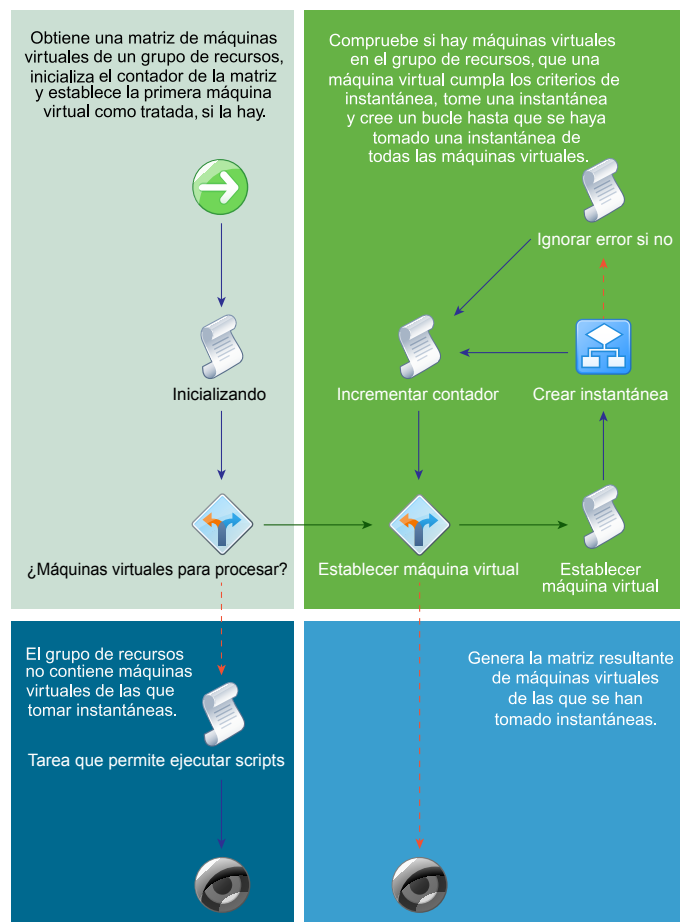 Obtiene una matriz de máquinas
virtuales de un grupo de recursos,
inicializa el contador de la matriz
y establece la primera máquina
virtual como tratada, si la hay.
Compruebe si hay máquinas virtuales
en el grupo de recursos, que una
máquina virtual cumpla los criterios de
instantánea, tome una instantánea
y cree un bucle hasta que se haya
tomado una instantánea de
todas las máquinas virtuales.
Ignorar error si no
Inicializando
Incrementar contador
Crear instantánea
¿Máquinas virtuales para procesar?
Establecer máquina virtual
Establecer
máquina virtual
El grupo de recursos
no contiene máquinas
virtuales de las que
tomar instantáneas.
Tarea que permite ejecutar scripts
Genera la matriz resultante
de máquinas virtuales
de las que se han
tomado instantáneas.